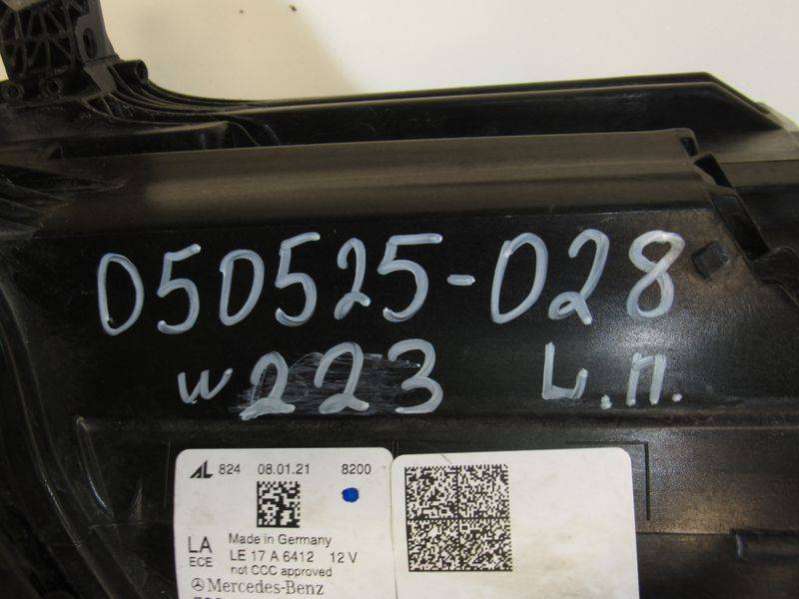 050525-028
w223 L.П.
AL 824 08.01.21 8200
LA
ECE
Made in Germany
LE 17 A 6412 12 V
not CCC approved
Mercedes-Benz